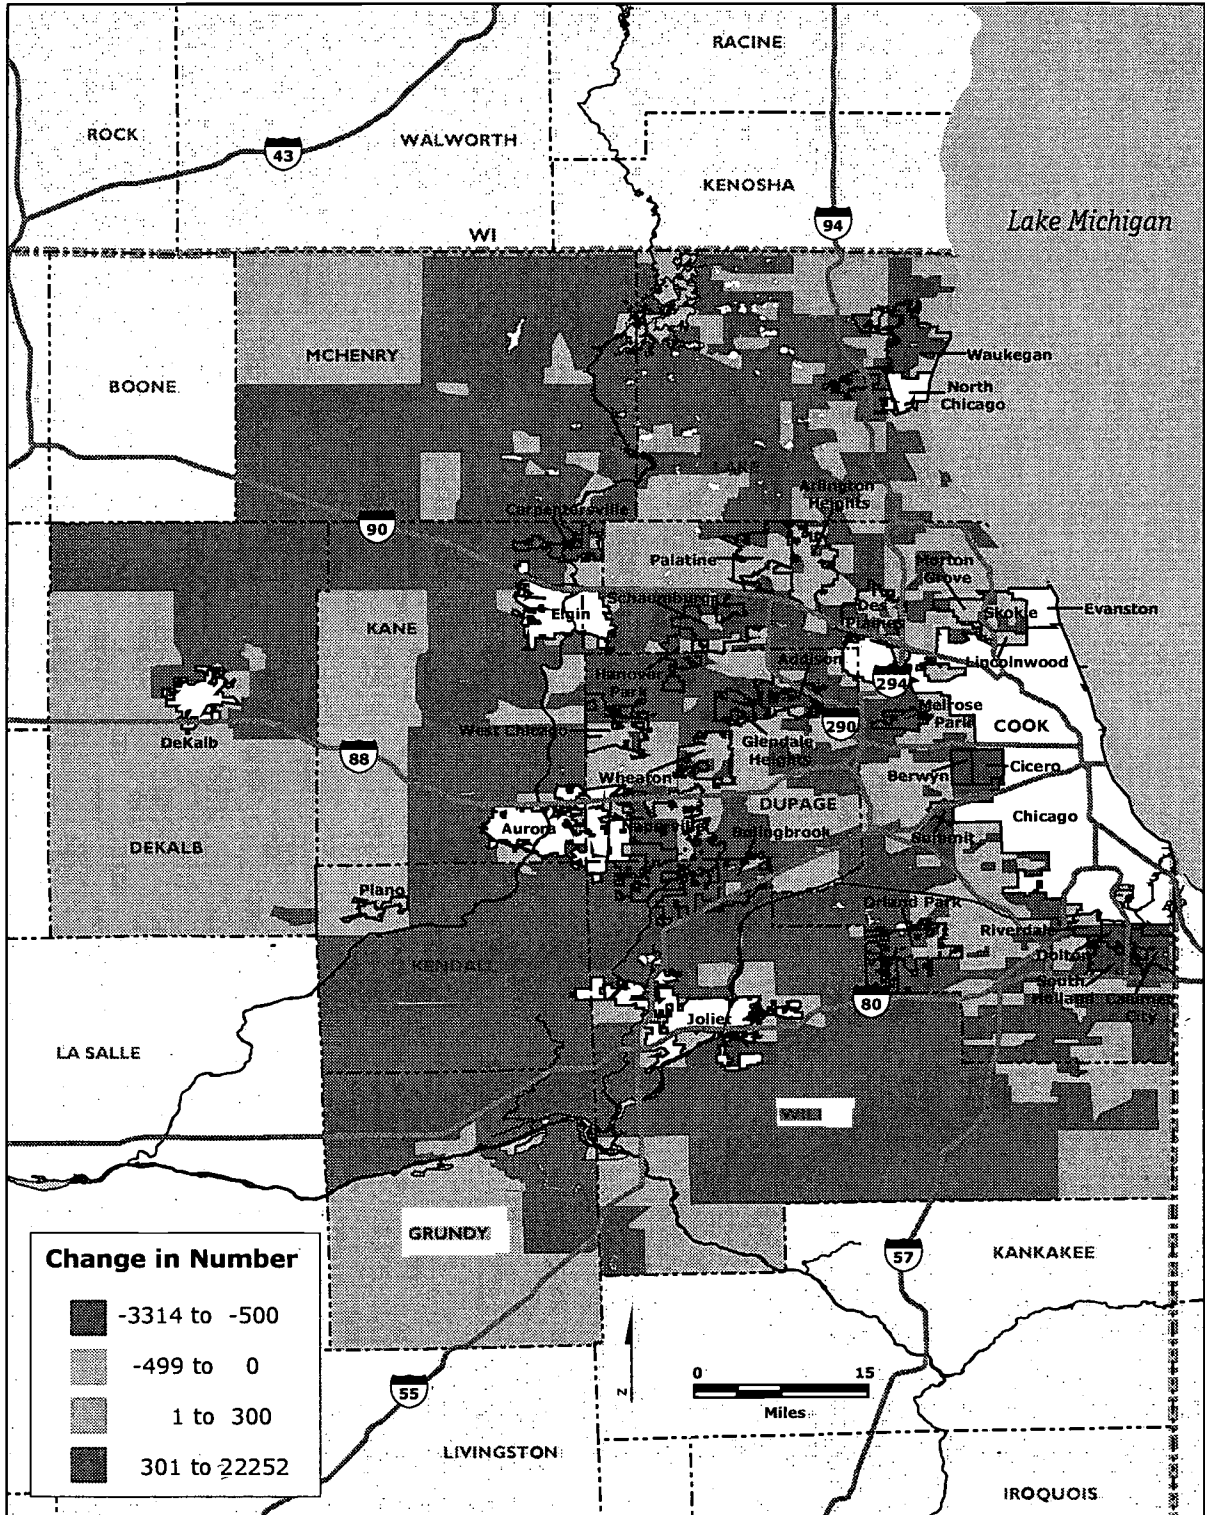 RACINE
ROCK
WALWORTH
43
KENOSHA
94
Lake Michigan
WI
MCHENRY
Waukegan
BOONE
North
Chicago
LAKE
Arlington
Heights
Carpentersville
90
Palatine
Morton
Grove
Schaumburg
Elgin
Des
Plaines
Skokie
Evanston
KANE
Addison
Lincolnwood
Hanover
Park
294
Melrose
Park
COOK
West Chicago
290
DeKalb
Glendale
Heights
88
Wheaton
Berwyn
Cicero
DUPAGE
Chicago
Aurora
Naperville
Bolingbrook
Summit
DEKALB
Plano
Orland Park
Riverdale
Dolton
KENDALL
South
Holland
Calumet
City
80
Joliet
LA SALLE
WILL
GRUNDY
KANKAKEE
57
Change in Number
-3314 to -500
-499 to 0
1 to 300
301 to 22252
0 15
Miles
N
55
LIVINGSTON
IROQUOIS